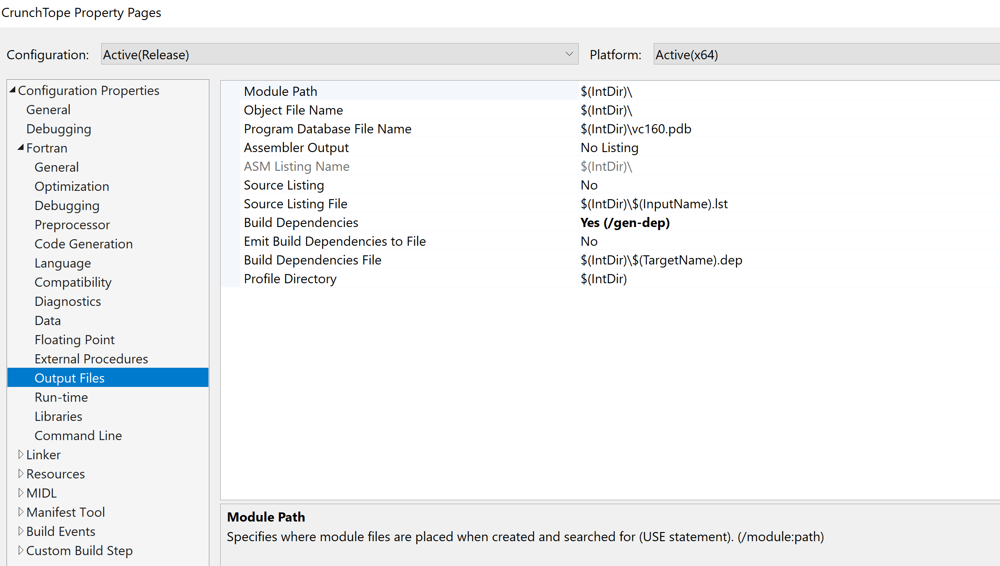 CrunchTope Property Pages
Configuration: Active(Release) Platform: Active(x64)
Configuration Properties
General
Debugging
Fortran
General
Optimization
Debugging
Preprocessor
Code Generation
Language
Compatibility
Diagnostics
Data
Floating Point
External Procedures
Output Files
Run-time
Libraries
Command Line
Linker
Resources
MIDL
Manifest Tool
Build Events
Custom Build Step
Module Path $(IntDir)\
Object File Name $(IntDir)\
Program Database File Name $(IntDir)\vc160.pdb
Assembler Output No Listing
ASM Listing Name $(IntDir)\
Source Listing No
Source Listing File $(IntDir)\$(InputName).lst
Build Dependencies Yes (/gen-dep)
Emit Build Dependencies to File No
Build Dependencies File $(IntDir)\$(TargetName).dep
Profile Directory $(IntDir)
Module Path
Specifies where module files are placed when created and searched for (USE statement). (/module:path)